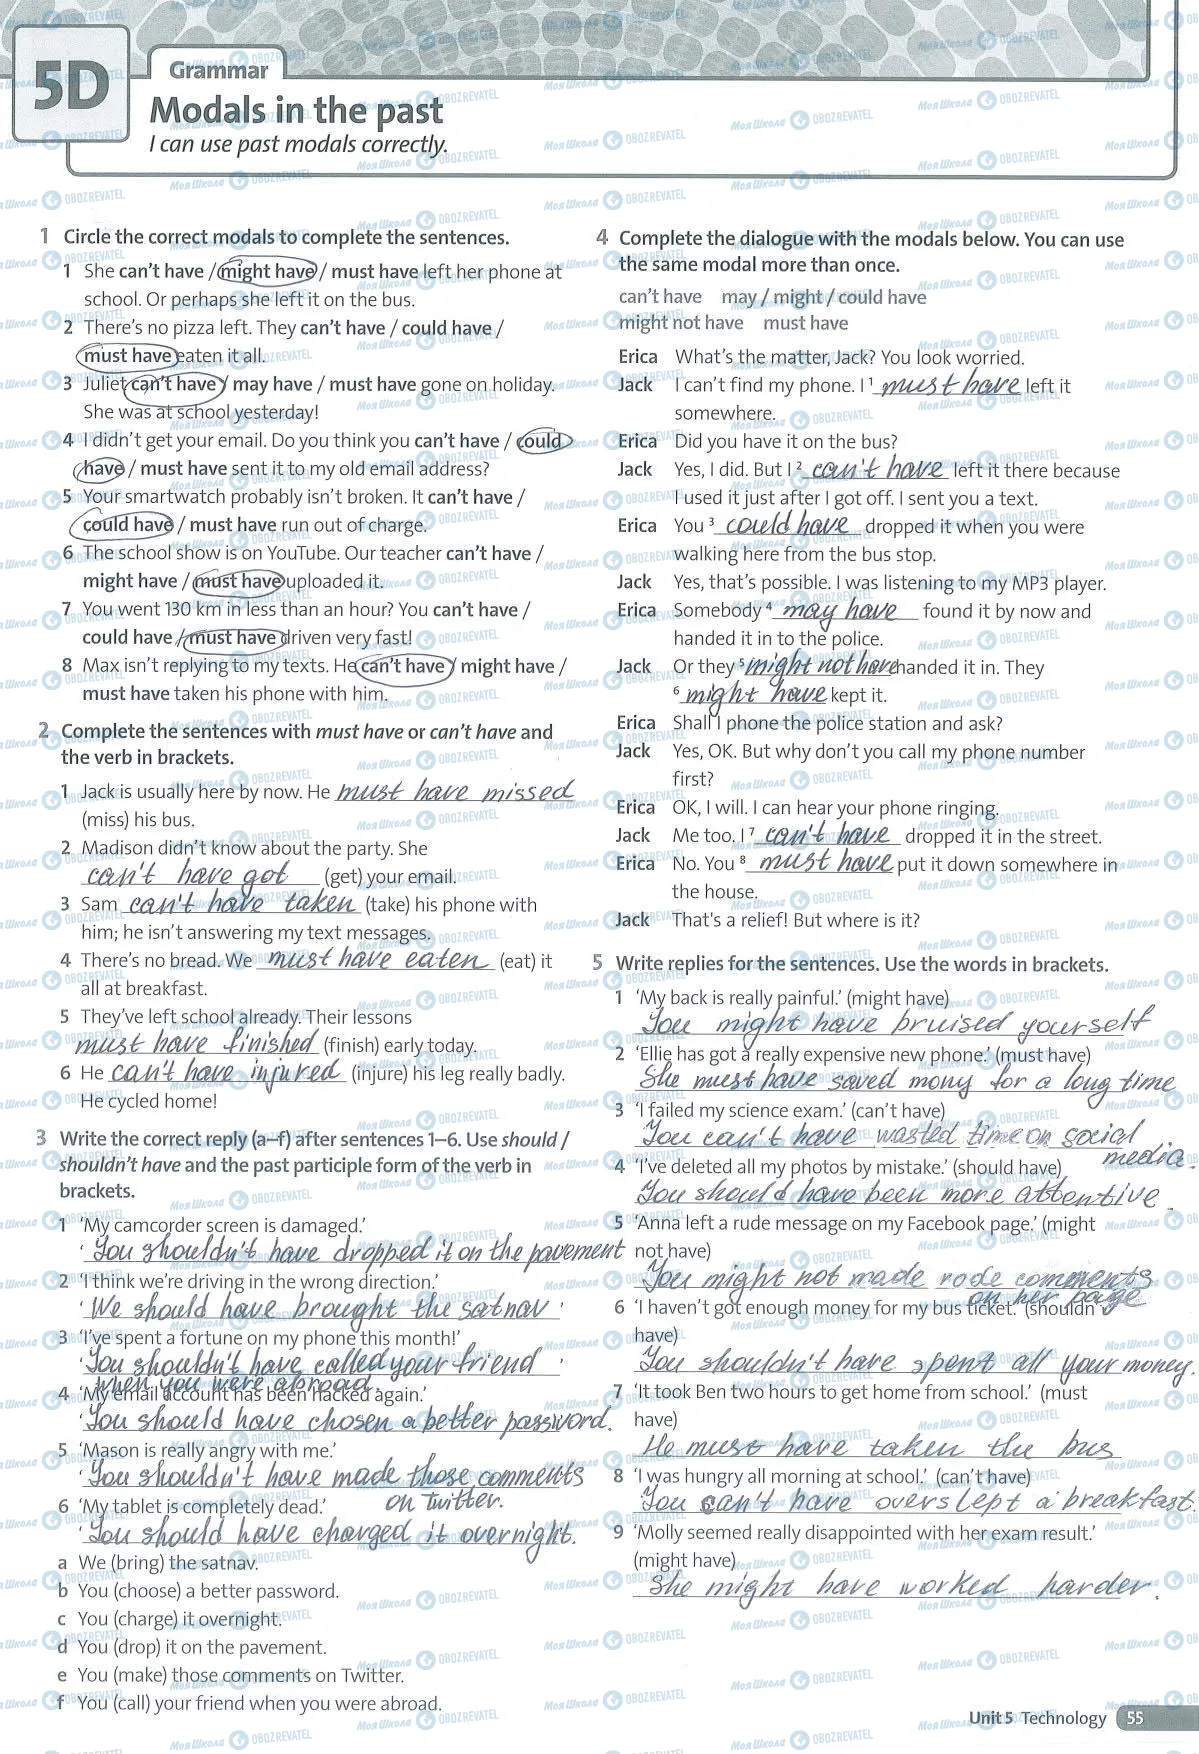 5D
Grammar
Modals in the past
I can use past modals correctly.
1 Circle the correct modals to complete the sentences.
1 She can't have / might have / must have left her phone at
school. Or perhaps she left it on the bus.
2 There's no pizza left. They can't have / could have /
must have eaten it all.
3 Juliet can't have / may have / must have gone on holiday.
She was at school yesterday!
4 I didn't get your email. Do you think you can't have / could
have / must have sent it to my old email address?
5 Your smartwatch probably isn't broken. It can't have /
could have / must have run out of charge.
6 The school show is on YouTube. Our teacher can't have /
might have / must have uploaded it.
7 You went 130 km in less than an hour? You can't have /
could have / must have driven very fast!
8 Max isn't replying to my texts. He can't have / might have /
must have taken his phone with him.
2 Complete the sentences with must have or can't have and
the verb in brackets.
1 Jack is usually here by now. He must have missed
(miss) his bus.
2 Madison didn't know about the party. She
can't have got (get) your email.
3 Sam can't have taken (take) his phone with
him; he isn't answering my text messages.
4 There's no bread. We must have eaten (eat) it
all at breakfast.
5 They've left school already. Their lessons
must have finished (finish) early today.
6 He can't have injured (injure) his leg really badly.
He cycled home!
3 Write the correct reply (a–f) after sentences 1–6. Use should /
shouldn't have and the past participle form of the verb in
brackets.
1 'My camcorder screen is damaged.'
'You shouldn't have dropped it on the pavement
2 'I think we're driving in the wrong direction.'
'We should have brought the satnav'
3 'I've spent a fortune on my phone this month!'
'You shouldn't have called your friend'
when you were abroad.
4 'My email account has been hacked again.'
'You should have chosen a better password.
5 'Mason is really angry with me.'
'You shouldn't have made those comments
on Twitter.
6 'My tablet is completely dead.'
'You should have charged it overnight.
a We (bring) the satnav.
b You (choose) a better password.
c You (charge) it overnight.
d You (drop) it on the pavement.
e You (make) those comments on Twitter.
f You (call) your friend when you were abroad.
4 Complete the dialogue with the modals below. You can use
the same modal more than once.
can't have may / might / could have
might not have must have
Erica What's the matter, Jack? You look worried.
Jack I can't find my phone. I 1 must have left it
somewhere.
Erica Did you have it on the bus?
Jack Yes, I did. But I 2 can't have left it there because
I used it just after I got off. I sent you a text.
Erica You 3 could have dropped it when you were
walking here from the bus stop.
Jack Yes, that's possible. I was listening to my MP3 player.
Erica Somebody 4 may have found it by now and
handed it in to the police.
Jack Or they 5 might not have handed it in. They
6 might have kept it.
Erica Shall I phone the police station and ask?
Jack Yes, OK. But why don't you call my phone number
first?
Erica OK, I will. I can hear your phone ringing.
Jack Me too. I 7 can't have dropped it in the street.
Erica No. You 8 must have put it down somewhere in
the house.
Jack That's a relief! But where is it?
5 Write replies for the sentences. Use the words in brackets.
1 'My back is really painful.' (might have)
You might have bruised yourself
2 'Ellie has got a really expensive new phone.' (must have)
She must have saved mony for a long time
3 'I failed my science exam.' (can't have)
You can't have wasted time on social
media.
4 'I've deleted all my photos by mistake.' (should have)
You should have been more attentive.
5 'Anna left a rude message on my Facebook page.' (might
not have)
You might not made rode comments
on her page
6 'I haven't got enough money for my bus ticket.' (shouldn't
have)
You shouldn't have spent all your money.
7 'It took Ben two hours to get home from school.' (must
have)
He must have taken the bus
8 'I was hungry all morning at school.' (can't have)
You can't have overslept a breakfast.
9 'Molly seemed really disappointed with her exam result.'
(might have)
She might have worked harder.
Unit 5 Technology 55
Моя Школа OBOZREVATEL